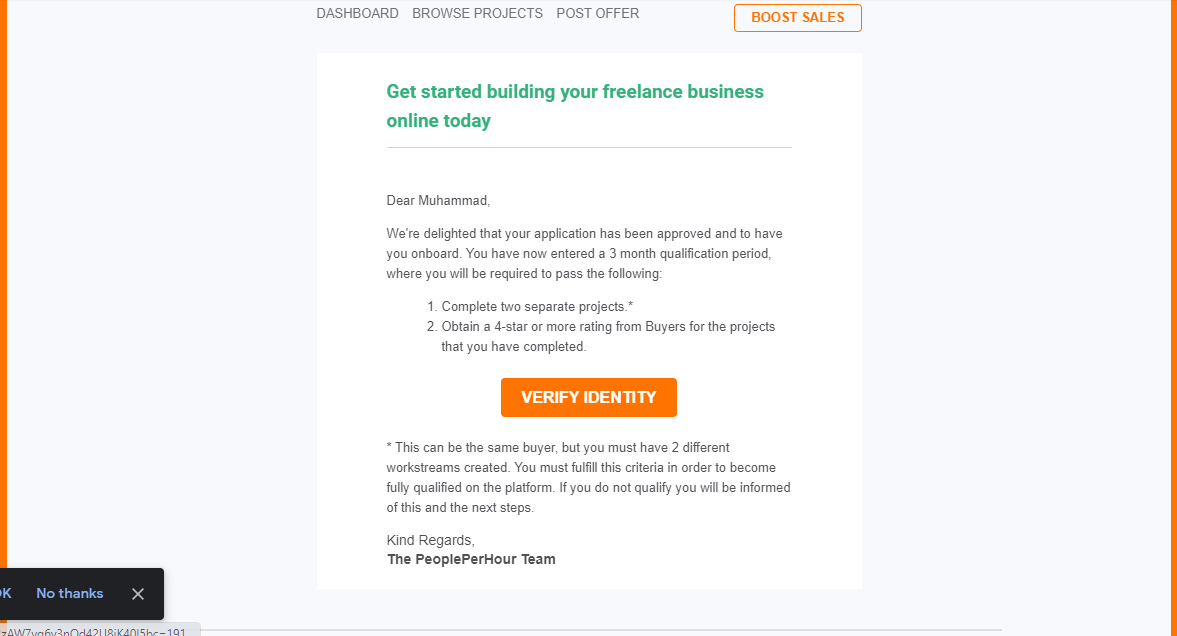 DASHBOARD BROWSE PROJECTS POST OFFER
BOOST SALES
Get started building your freelance business
online today
Dear Muhammad,
We're delighted that your application has been approved and to have
you onboard. You have now entered a 3 month qualification period,
where you will be required to pass the following:
1. Complete two separate projects.*
2. Obtain a 4-star or more rating from Buyers for the projects
that you have completed.
VERIFY IDENTITY
* This can be the same buyer, but you must have 2 different
workstreams created. You must fulfill this criteria in order to become
fully qualified on the platform. If you do not qualify you will be informed
of this and the next steps.
Kind Regards,
The PeoplePerHour Team
No thanks